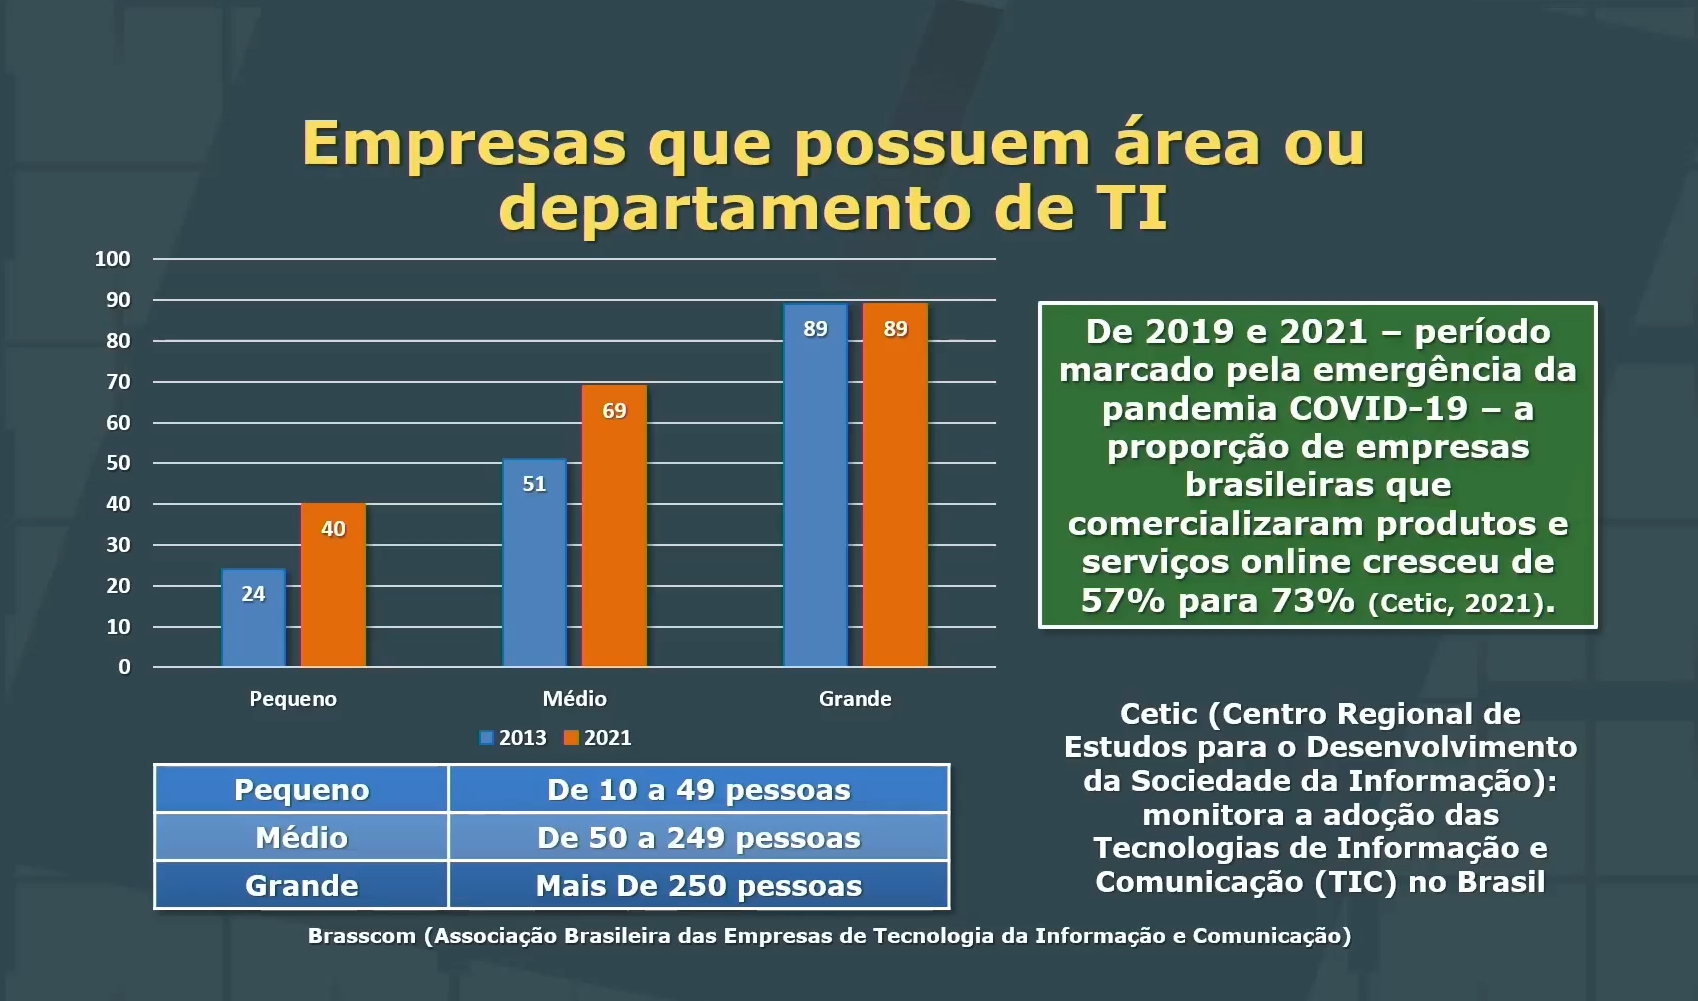 Empresas que possuem área ou
departamento de TI
100
90
80
70
60
50
40
30
20
10
0
24
40
51
69
89
89
Pequeno
Médio
Grande
2013
2021
Pequeno De 10 a 49 pessoas
Médio De 50 a 249 pessoas
Grande Mais De 250 pessoas
De 2019 e 2021 – período
marcado pela emergência da
pandemia COVID-19 – a
proporção de empresas
brasileiras que
comercializaram produtos e
serviços online cresceu de
57% para 73% (Cetic, 2021).
Cetic (Centro Regional de
Estudos para o Desenvolvimento
da Sociedade da Informação):
monitora a adoção das
Tecnologias de Informação e
Comunicação (TIC) no Brasil
Brasscom (Associação Brasileira das Empresas de Tecnologia da Informação e Comunicação)